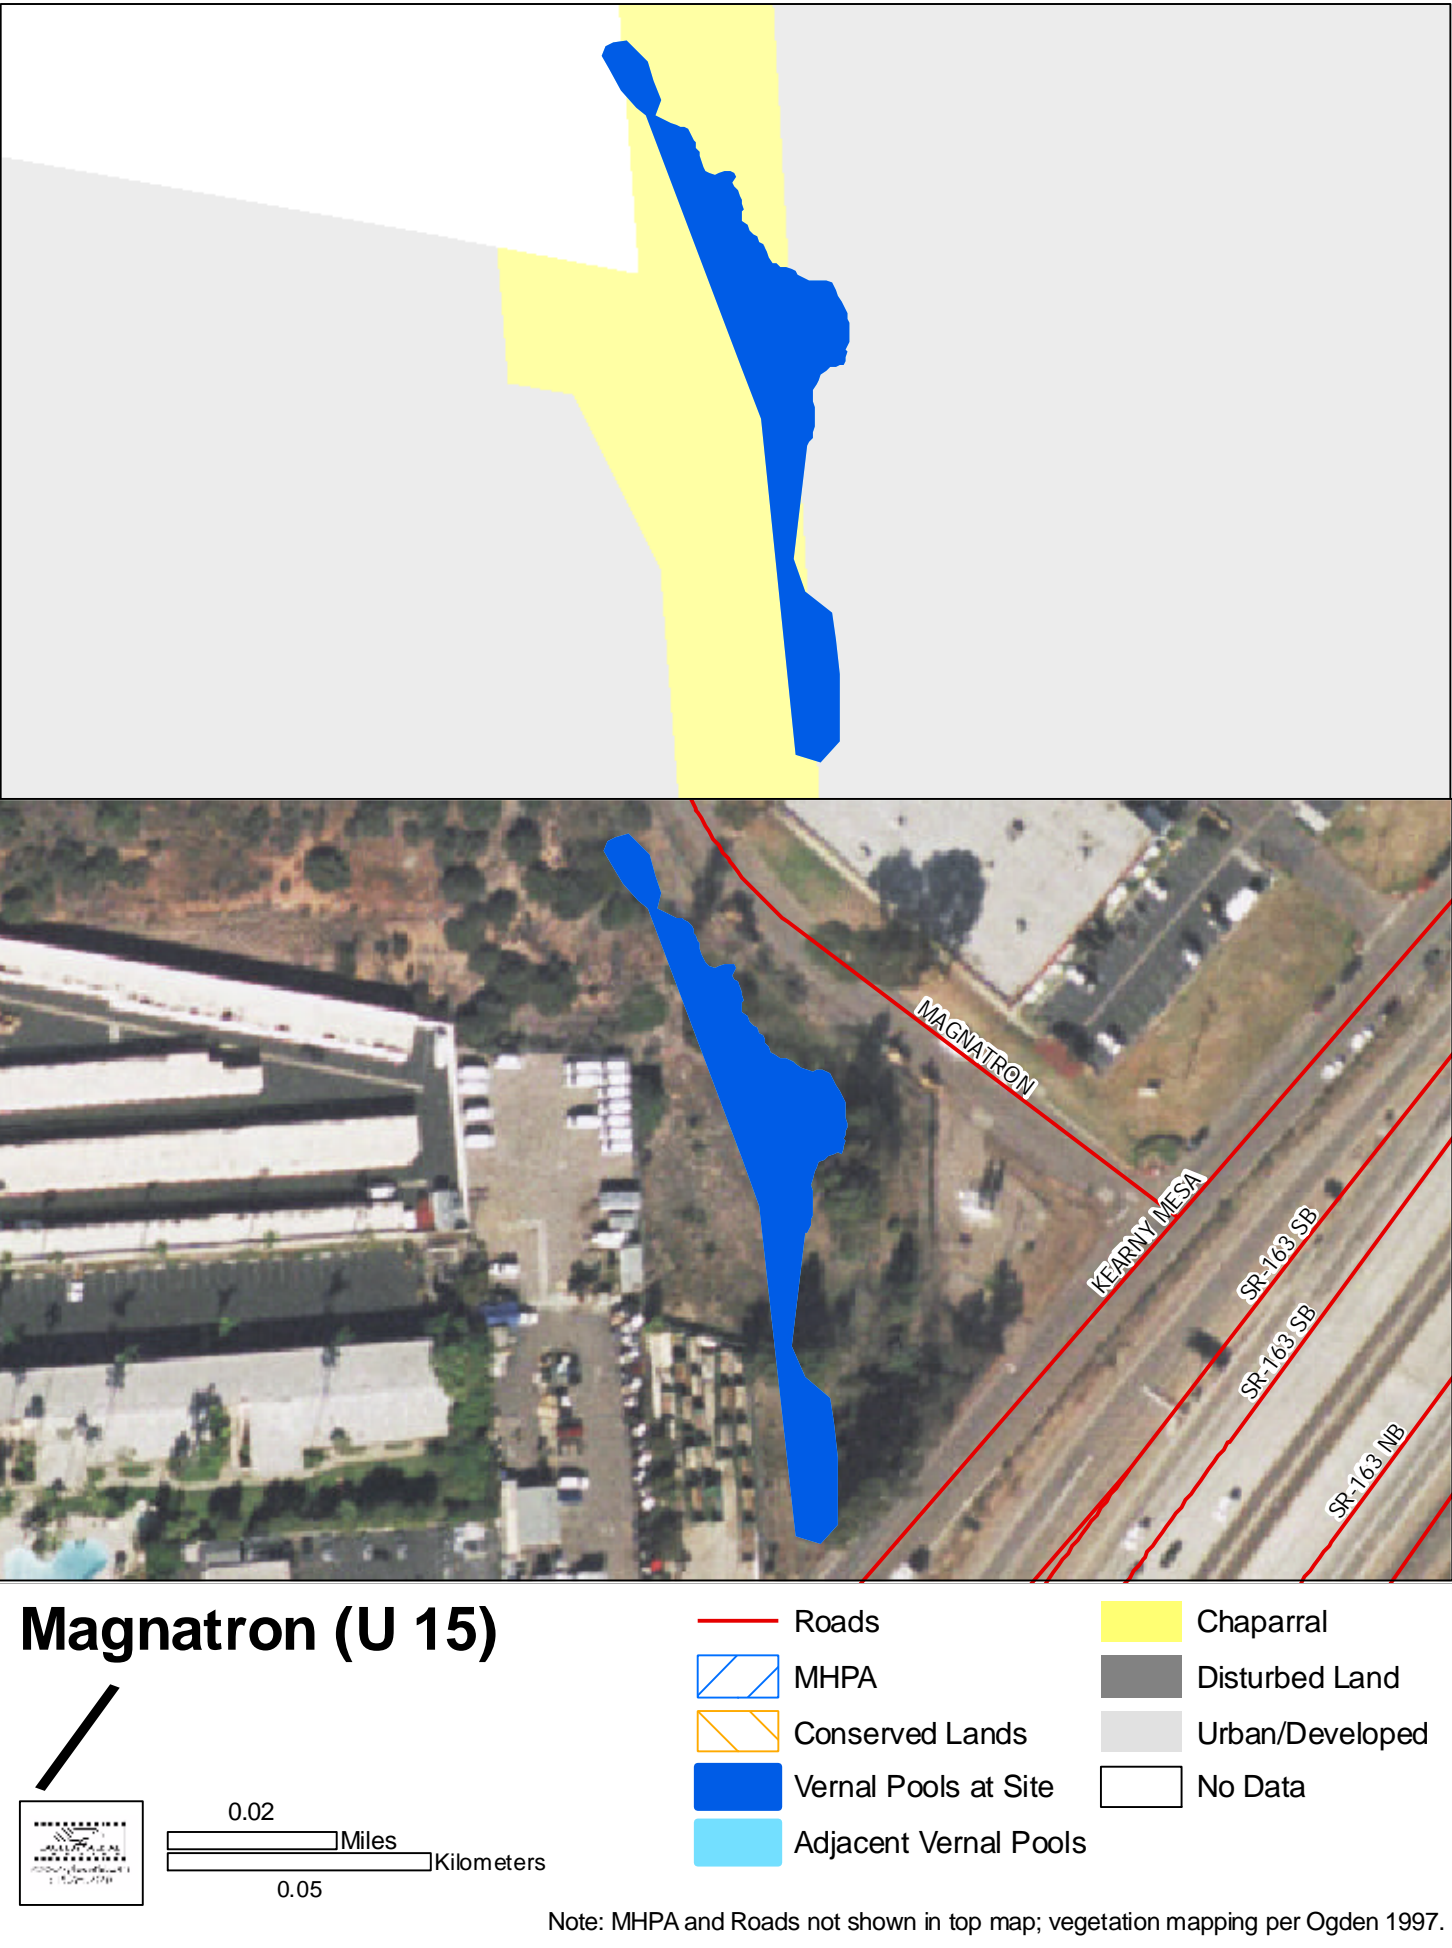 MAGNATRON
KEARNY MESA
SR-163 SB
SR-163 SB
SR-163 NB
Magnatron (U 15)
0.02
Miles
Kilometers
0.05
Roads
MHPA
Conserved Lands
Vernal Pools at Site
Adjacent Vernal Pools
Chaparral
Disturbed Land
Urban/Developed
No Data
Note: MHPA and Roads not shown in top map; vegetation mapping per Ogden 1997.